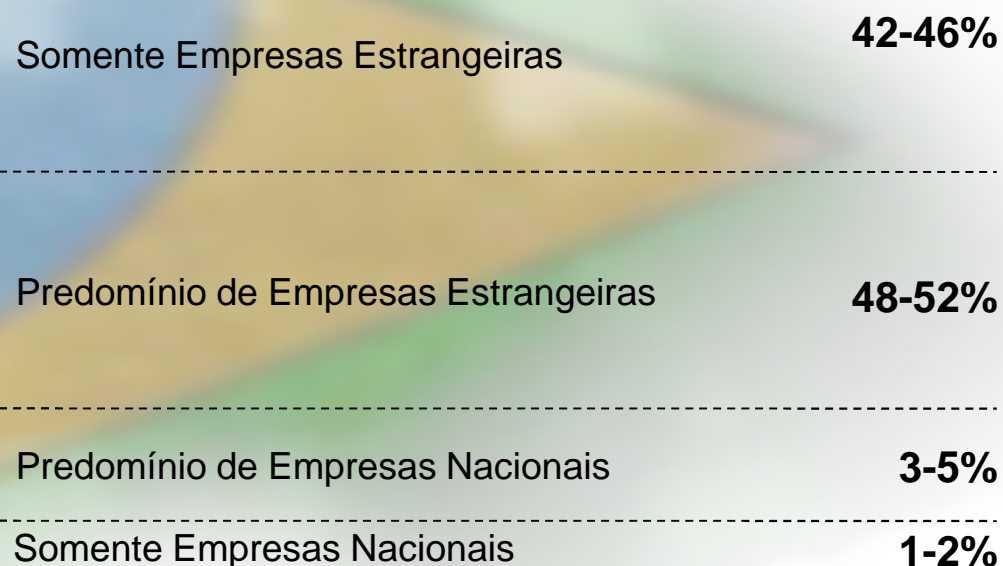 Somente Empresas Estrangeiras 42-46%
Predomínio de Empresas Estrangeiras 48-52%
Predomínio de Empresas Nacionais 3-5%
Somente Empresas Nacionais 1-2%